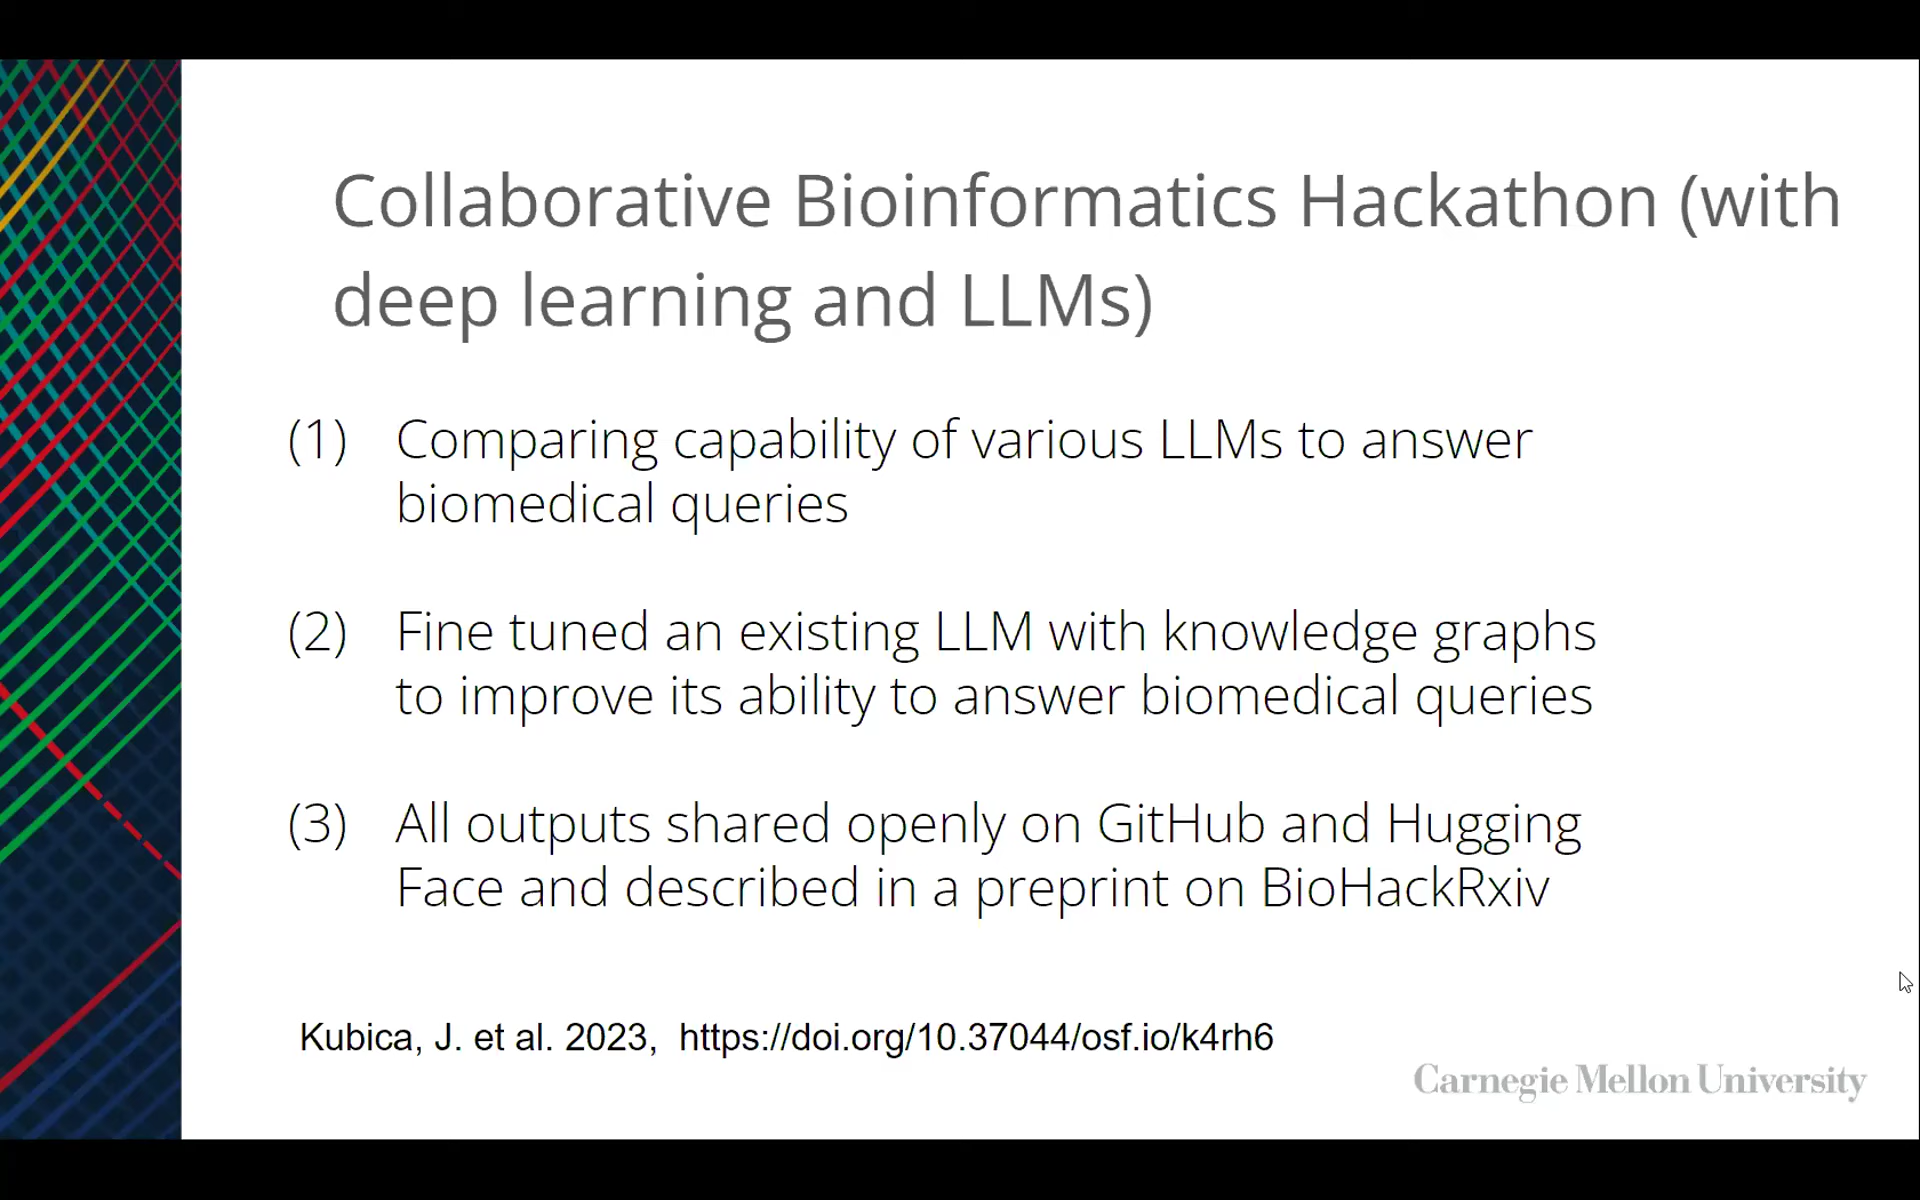 Collaborative Bioinformatics Hackathon (with
deep learning and LLMs)
(1) Comparing capability of various LLMs to answer
biomedical queries
(2) Fine tuned an existing LLM with knowledge graphs
to improve its ability to answer biomedical queries
(3) All outputs shared openly on GitHub and Hugging
Face and described in a preprint on BioHackRxiv
Kubica, J. et al. 2023, https://doi.org/10.37044/osf.io/k4rh6
Carnegie Mellon University